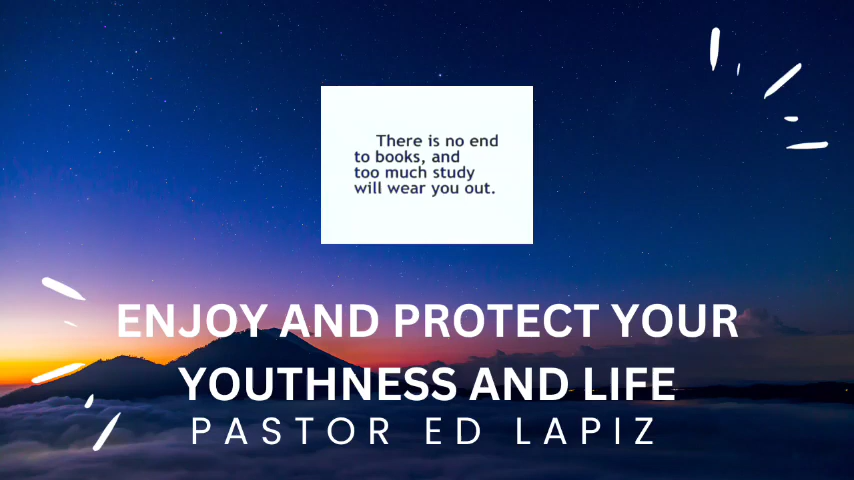 There is no end
to books, and
too much study
will wear you out.
ENJOY AND PROTECT YOUR
YOUTHNESS AND LIFE
PASTOR ED LAPIZ